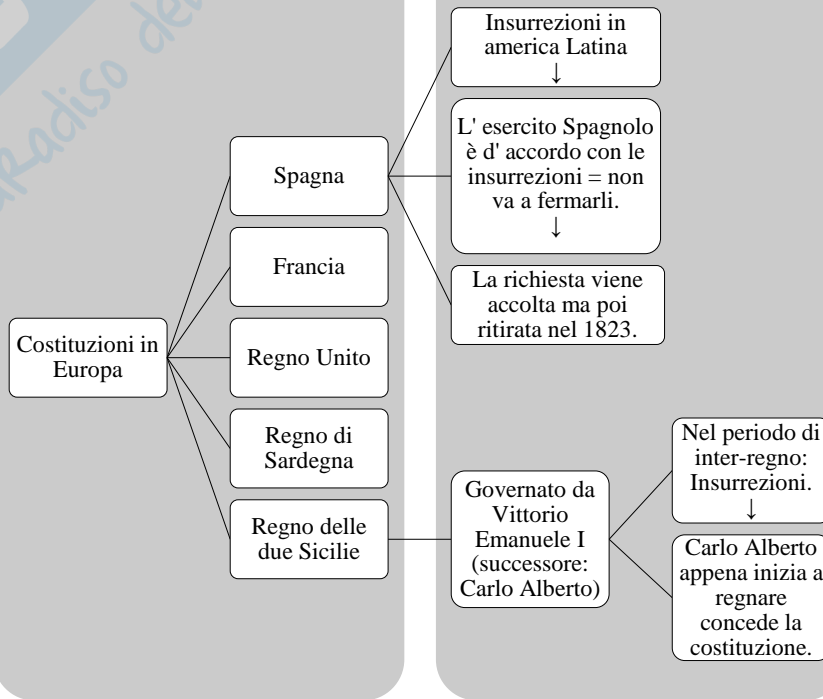 Insurrezioni in
america Latina
↓
L' esercito Spagnolo
è d' accordo con le
insurrezioni = non
va a fermarli.
↓
La richiesta viene
accolta ma poi
ritirata nel 1823.
Spagna
Francia
Costituzioni in
Europa
Regno Unito
Regno di
Sardegna
Regno delle
due Sicilie
Governato da
Vittorio
Emanuele I
(successore:
Carlo Alberto)
Nel periodo di
inter-regno:
Insurrezioni.
↓
Carlo Alberto
appena inizia a
regnare
concede la
costituzione.